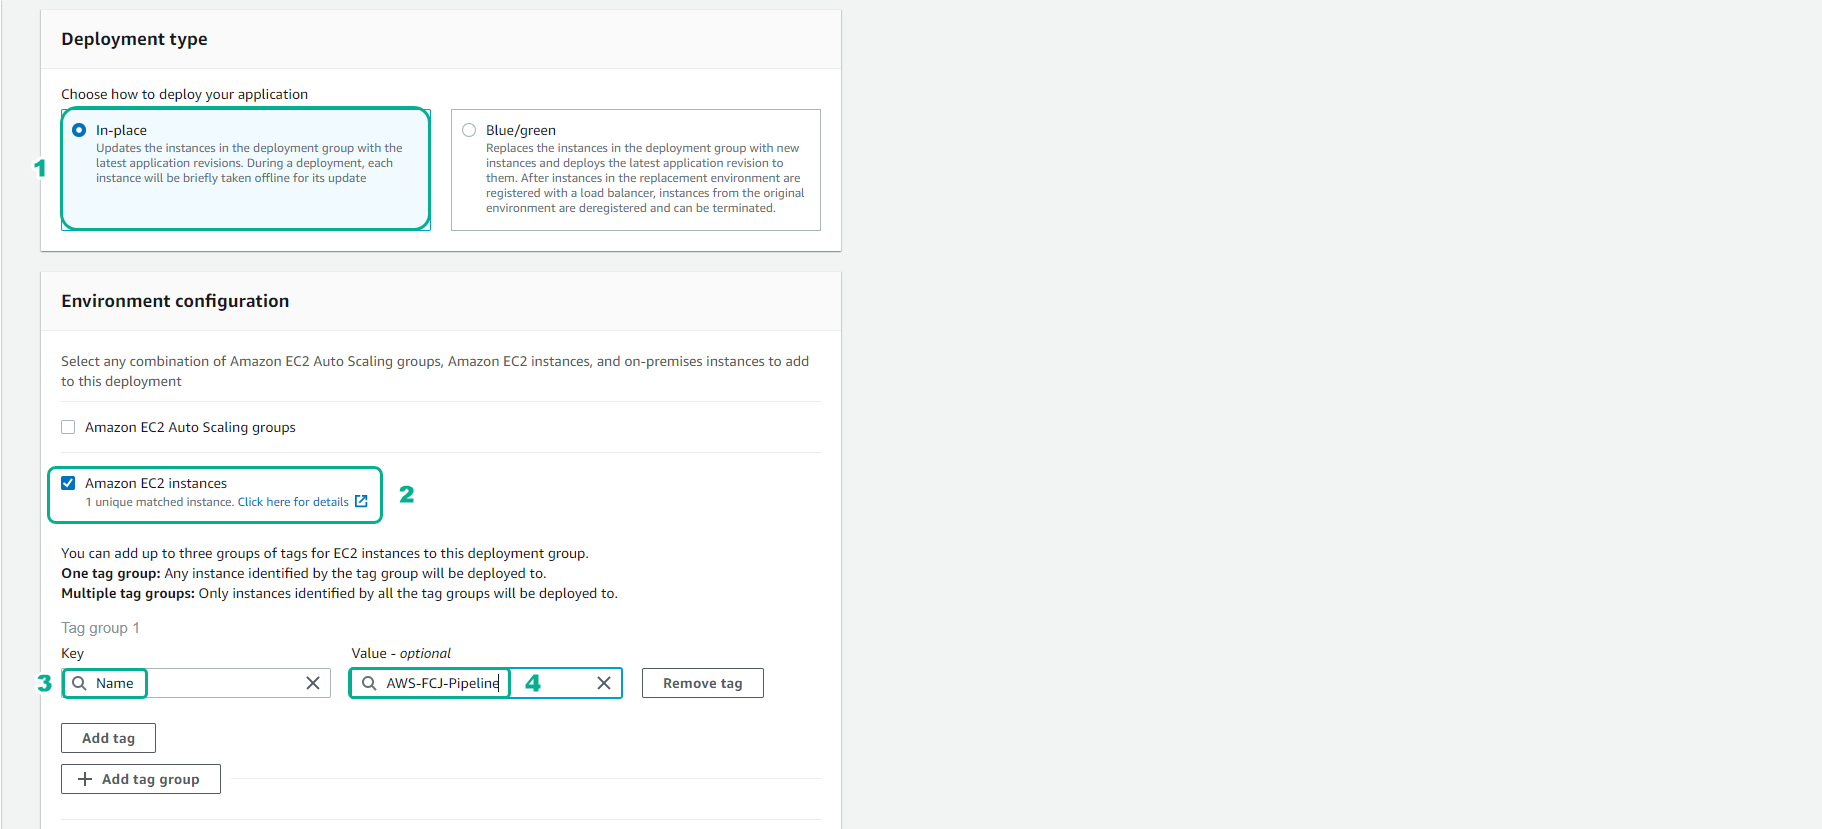 Deployment type
Choose how to deploy your application
In-place
Updates the instances in the deployment group with the
latest application revisions. During a deployment, each
instance will be briefly taken offline for its update
1
Blue/green
Replaces the instances in the deployment group with new
instances and deploys the latest application revision to
them. After instances in the replacement environment are
registered with a load balancer, instances from the original
environment are deregistered and can be terminated.
Environment configuration
Select any combination of Amazon EC2 Auto Scaling groups, Amazon EC2 instances, and on-premises instances to add
to this deployment
Amazon EC2 Auto Scaling groups
Amazon EC2 instances
1 unique matched instance. Click here for details
2
You can add up to three groups of tags for EC2 instances to this deployment group.
One tag group: Any instance identified by the tag group will be deployed to.
Multiple tag groups: Only instances identified by all the tag groups will be deployed to.
Tag group 1
Key
Value - optional
3
Name
AWS-FCJ-Pipeline
4
Remove tag
Add tag
Add tag group